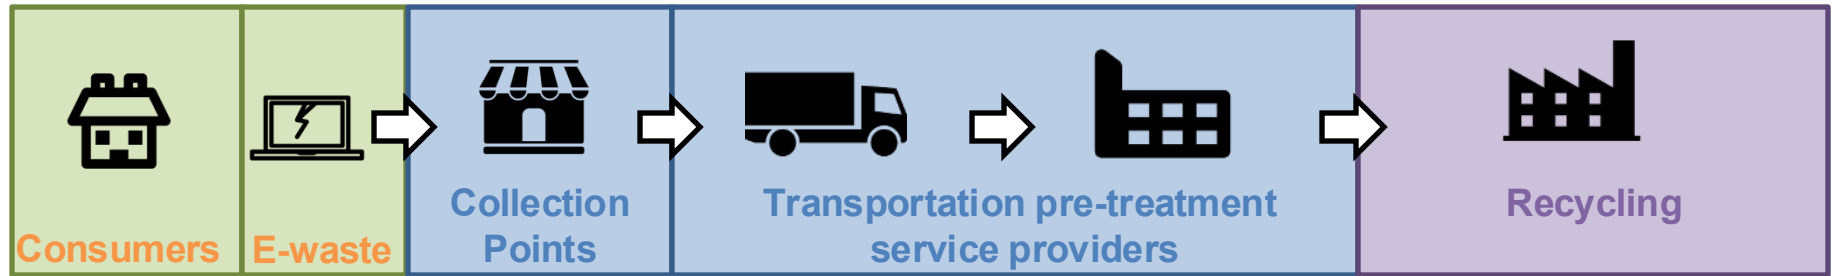 Consumers
E-waste
Collection
Points
Transportation pre-treatment
service providers
Recycling